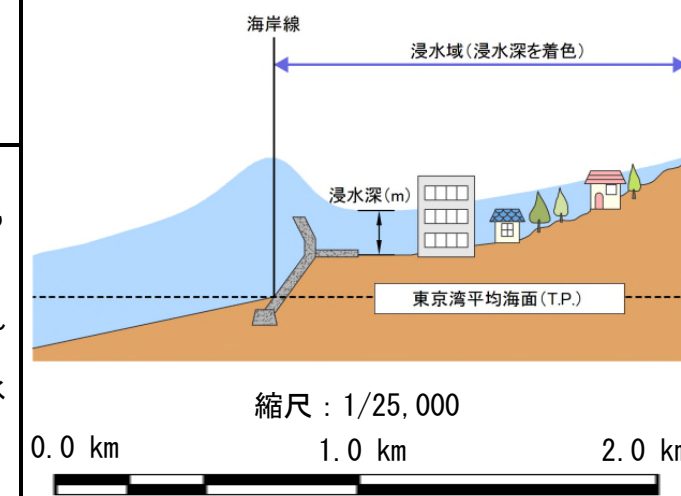 海岸線
浸水域（浸水深を着色）
浸水深（m）
東京湾平均海面（T.P.）
縮尺：1/25,000
0.0 km 1.0 km 2.0 km